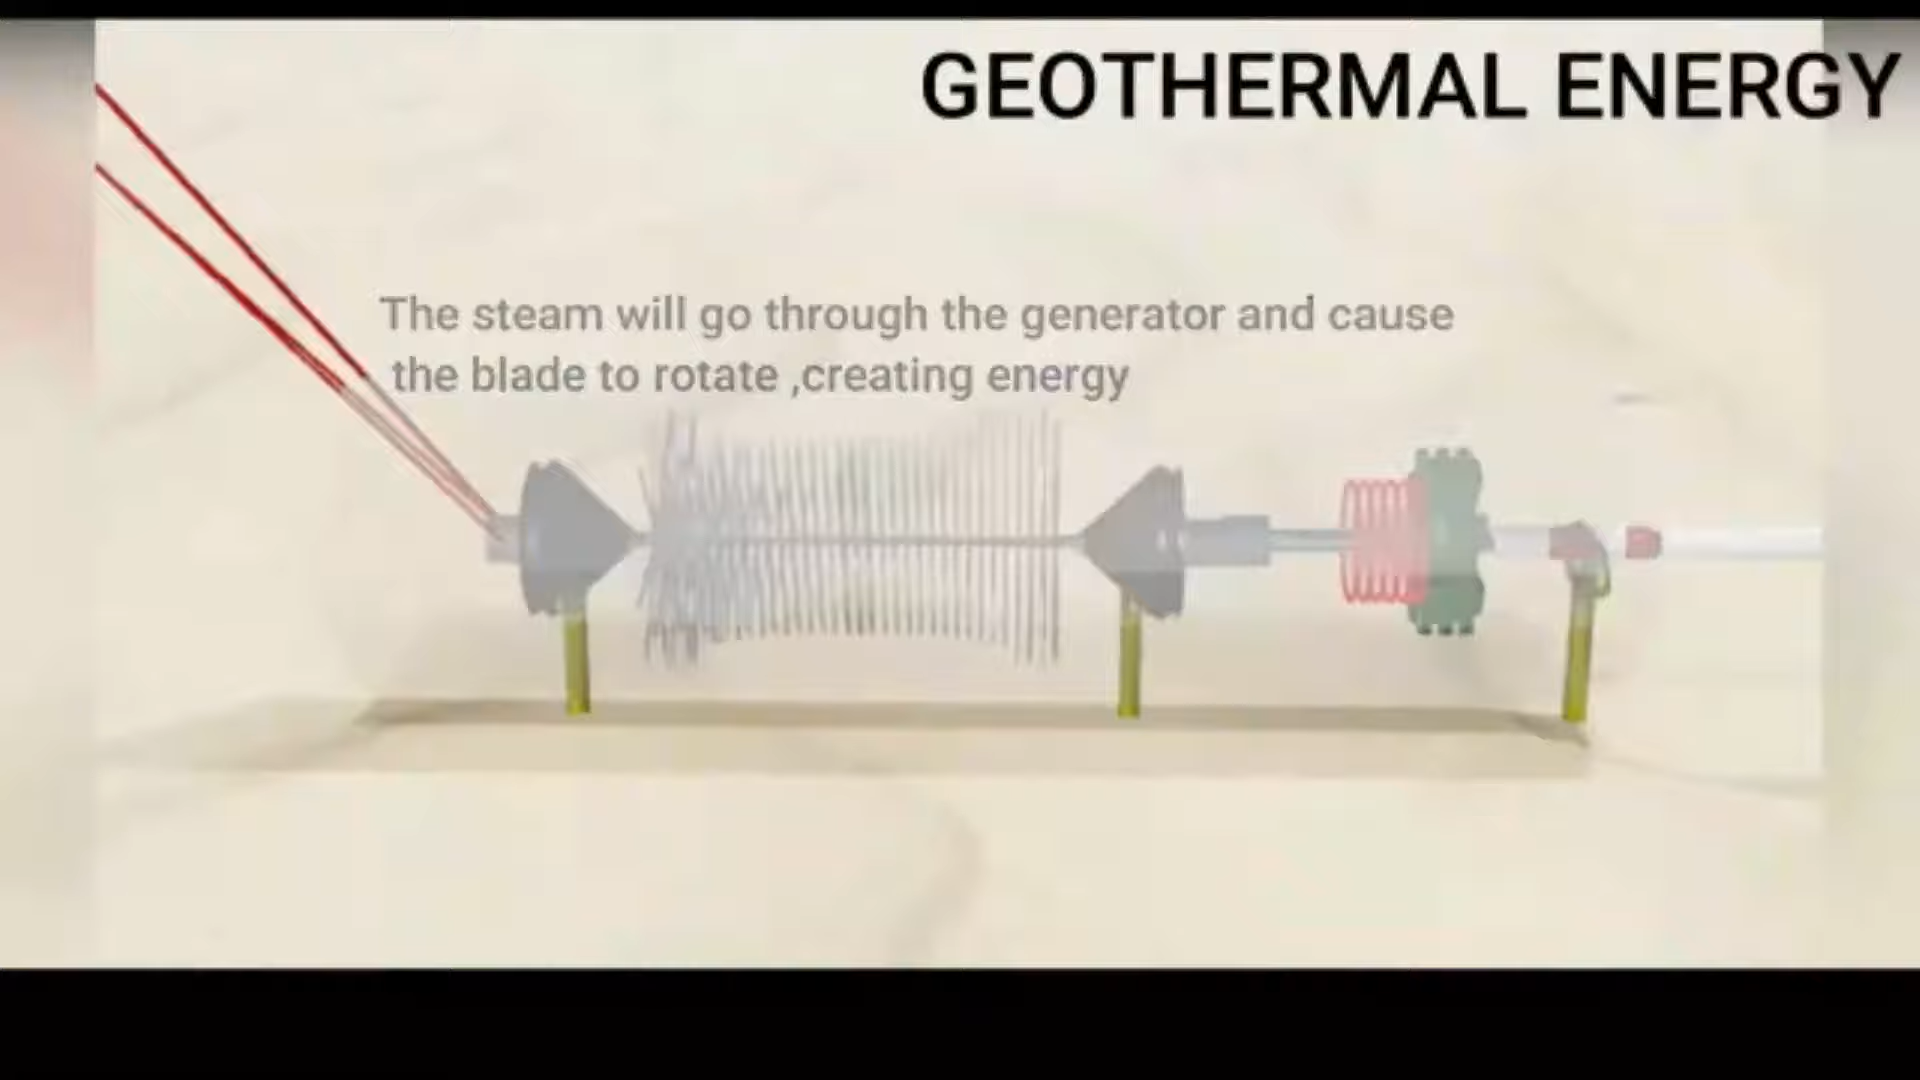 GEOTHERMAL ENERGY
The steam will go through the generator and cause
the blade to rotate ,creating energy